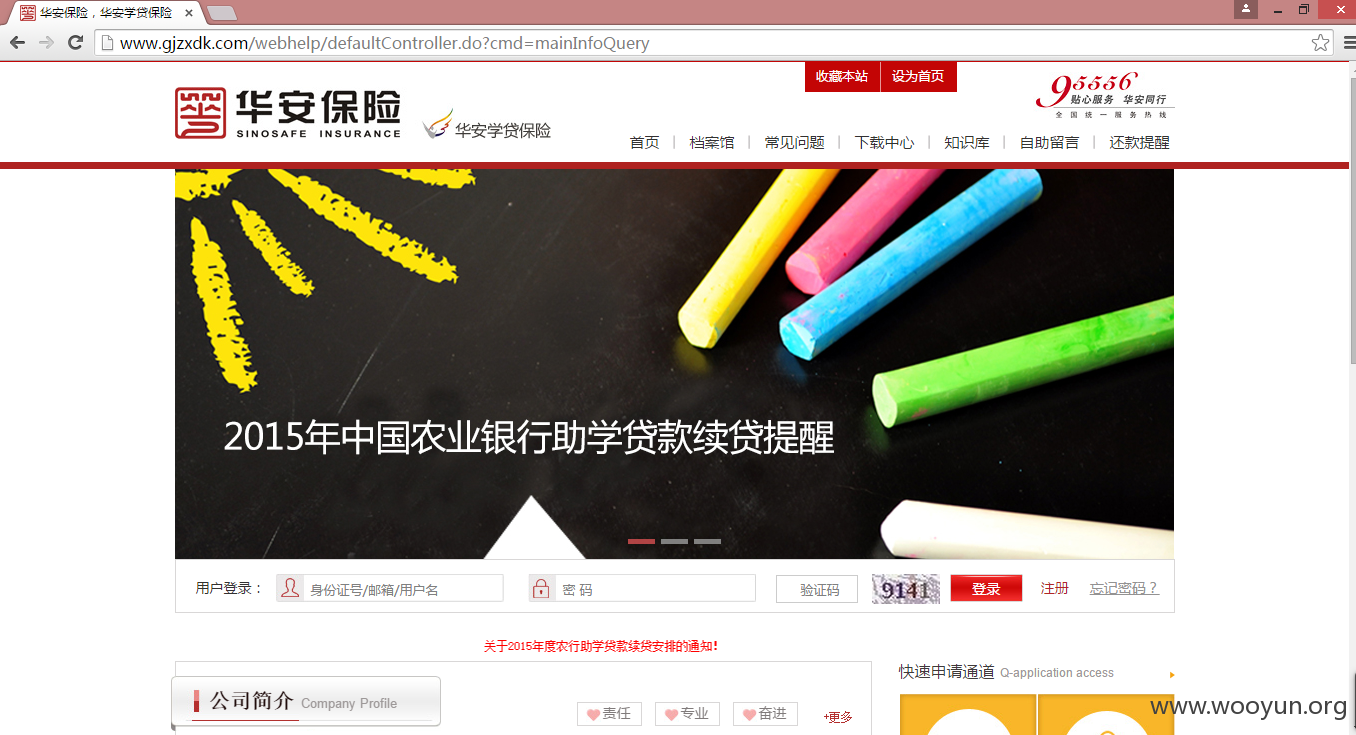 华安保险，华安学贷保险
www.gjzxdk.com/webhelp/defaultController.do?cmd=mainInfoQuery
收藏本站 设为首页
华安保险
SINOSAFE INSURANCE
华安学贷保险
95556
贴心服务 华安同行
全国统一服务热线
首页 | 档案馆 | 常见问题 | 下载中心 | 知识库 | 自助留言 | 还款提醒
2015年中国农业银行助学贷款续贷提醒
用户登录： 身份证号/邮箱/用户名 密 码 验证码 9141 登录 注册 忘记密码？
关于2015年度农行助学贷款续贷安排的通知！
公司简介 Company Profile
责任 专业 奋进 +更多
快速申请通道 Q-application access
www.wooyun.org